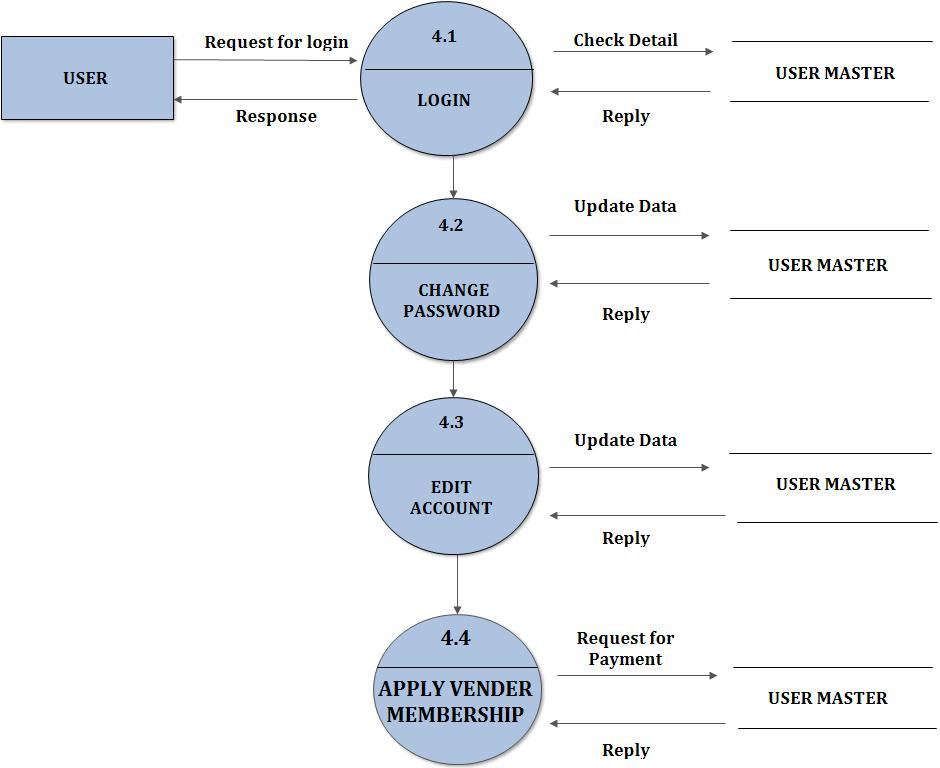 4.1
Request for login
Check Detail
USER
USER MASTER
LOGIN
Response
Reply
4.2
Update Data
USER MASTER
CHANGE
PASSWORD
Reply
4.3
Update Data
USER MASTER
EDIT
ACCOUNT
Reply
4.4
Request for
Payment
APPLY VENDER
MEMBERSHIP
USER MASTER
Reply